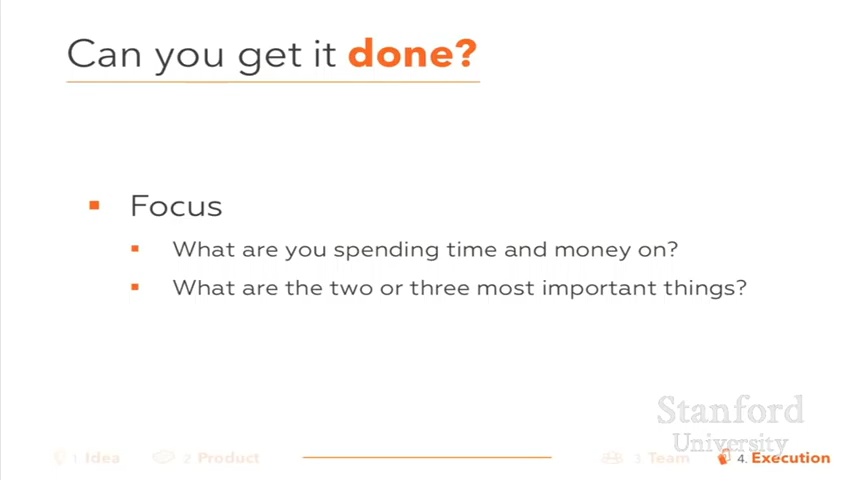 Can you get it done?
Focus
What are you spending time and money on?
What are the two or three most important things?
Stanford
University
1. Idea
2. Product
3. Team
4. Execution